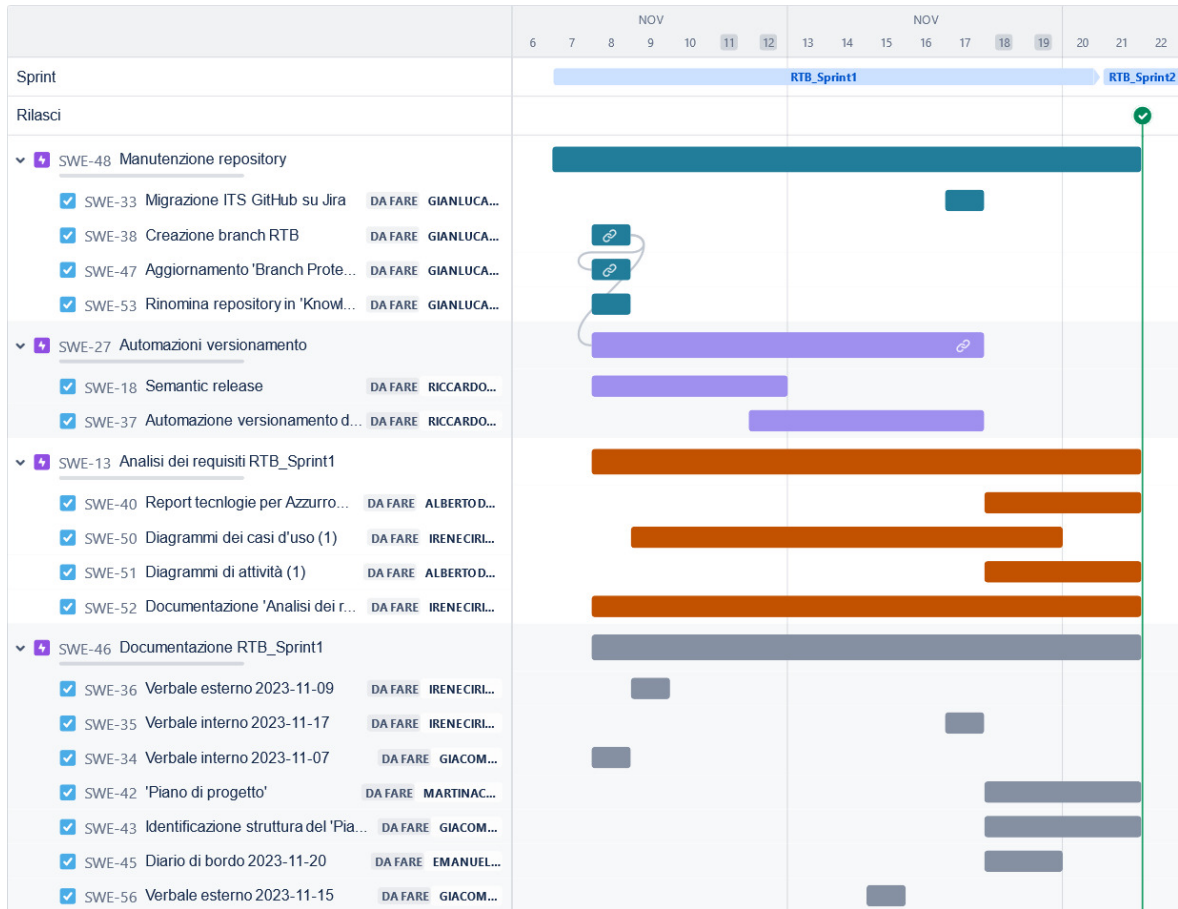 NOV NOV
6 7 8 9 10 11 12 13 14 15 16 17 18 19 20 21 22
Sprint RTB_Sprint1 RTB_Sprint2
Rilasci
SWE-48 Manutenzione repository
SWE-33 Migrazione ITS GitHub su Jira DA FARE GIANLUCA...
SWE-38 Creazione branch RTB DA FARE GIANLUCA...
SWE-47 Aggiornamento 'Branch Prote... DA FARE GIANLUCA...
SWE-53 Rinomina repository in 'Knowl... DA FARE GIANLUCA...
SWE-27 Automazioni versionamento
SWE-18 Semantic release DA FARE RICCARDO...
SWE-37 Automazione versionamento d... DA FARE RICCARDO...
SWE-13 Analisi dei requisiti RTB_Sprint1
SWE-40 Report tecnlogie per Azzurro... DA FARE ALBERTO D...
SWE-50 Diagrammi dei casi d'uso (1) DA FARE IRENE CIRI...
SWE-51 Diagrammi di attività (1) DA FARE ALBERTO D...
SWE-52 Documentazione 'Analisi dei r... DA FARE IRENE CIRI...
SWE-46 Documentazione RTB_Sprint1
SWE-36 Verbale esterno 2023-11-09 DA FARE IRENE CIRI...
SWE-35 Verbale interno 2023-11-17 DA FARE IRENE CIRI...
SWE-34 Verbale interno 2023-11-07 DA FARE GIACOM...
SWE-42 'Piano di progetto' DA FARE MARTINA C...
SWE-43 Identificazione struttura del 'Pia... DA FARE GIACOM...
SWE-45 Diario di bordo 2023-11-20 DA FARE EMANUEL...
SWE-56 Verbale esterno 2023-11-15 DA FARE GIACOM...